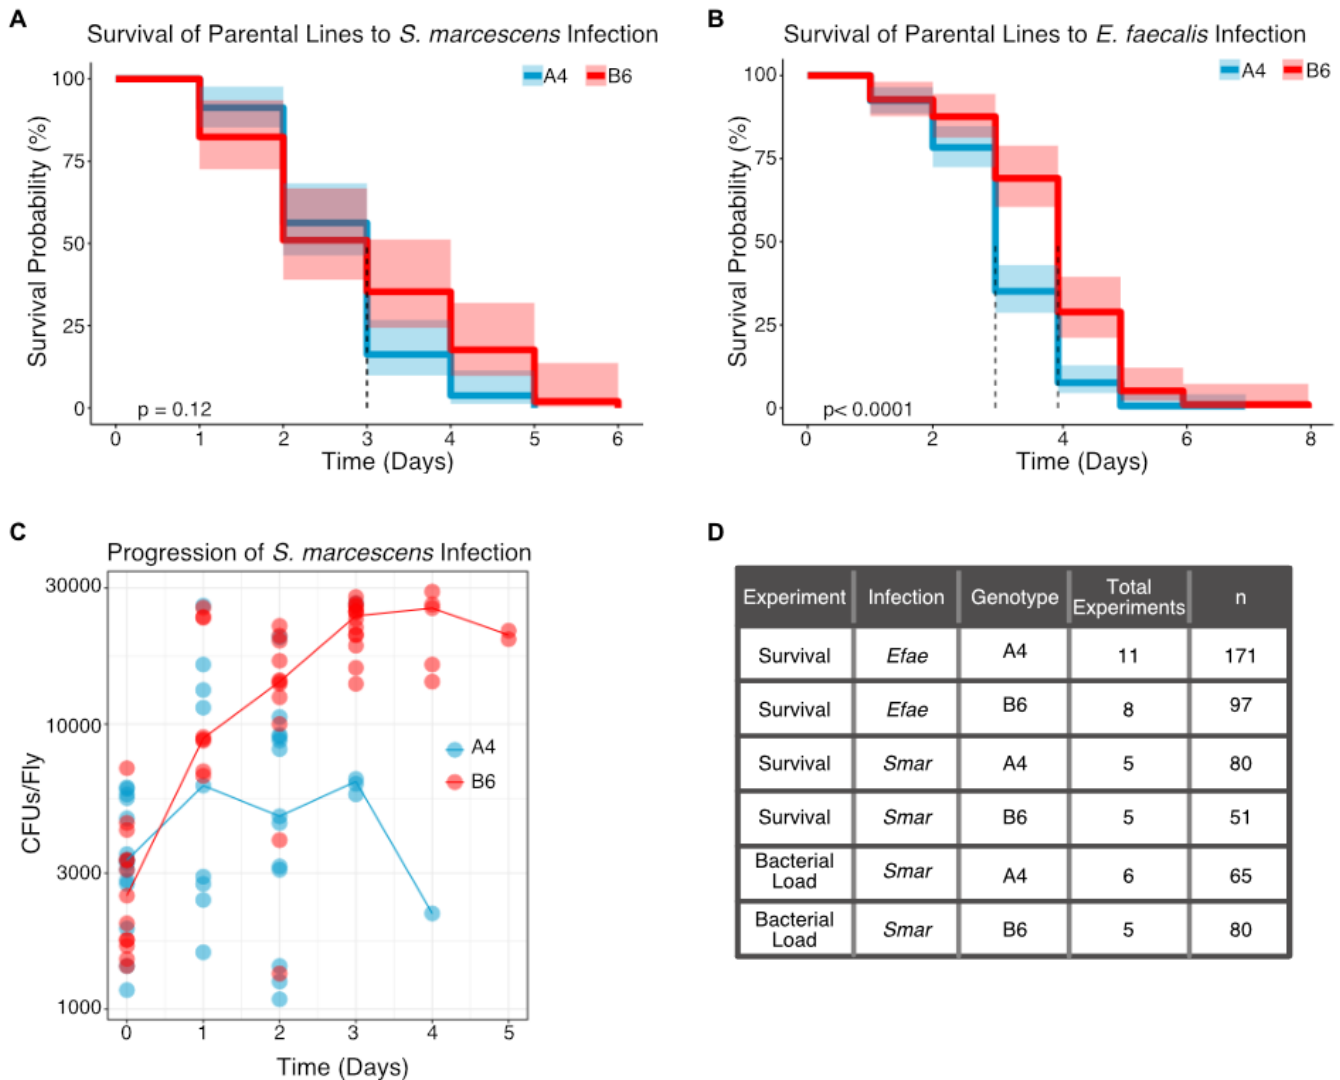 A
Survival of Parental Lines to S. marcescens Infection
A4 B6
100
75
50
25
0
Survival Probability (%)
p = 0.12
0 1 2 3 4 5 6
Time (Days)
B
Survival of Parental Lines to E. faecalis Infection
A4 B6
100
75
50
25
0
Survival Probability (%)
p< 0.0001
0 2 4 6 8
Time (Days)
C
Progression of S. marcescens Infection
30000
10000
3000
1000
CFUs/Fly
A4
B6
0 1 2 3 4 5
Time (Days)
D
Experiment Infection Genotype Total Experiments n
Survival Efae A4 11 171
Survival Efae B6 8 97
Survival Smar A4 5 80
Survival Smar B6 5 51
Bacterial Load Smar A4 6 65
Bacterial Load Smar B6 5 80